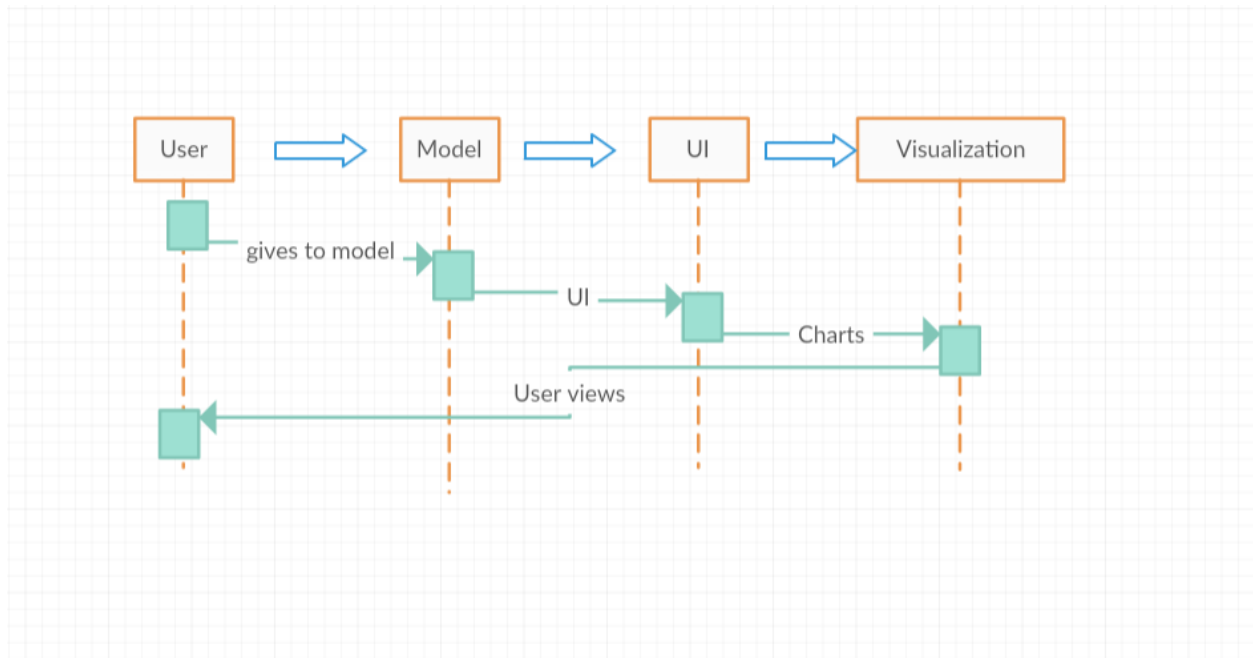 User
Model
UI
Visualization
gives to model
UI
Charts
User views